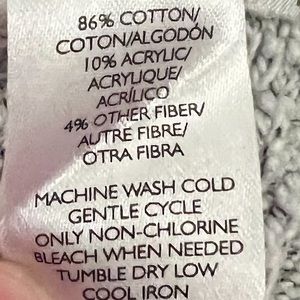 86% COTTON/
COTON/ALGODÓN
10% ACRYLIC/
ACRYLIQUE/
ACRÍLICO
4% OTHER FIBER/
AUTRE FIBRE/
OTRA FIBRA
MACHINE WASH COLD
GENTLE CYCLE
ONLY NON-CHLORINE
BLEACH WHEN NEEDED
TUMBLE DRY LOW
COOL IRON